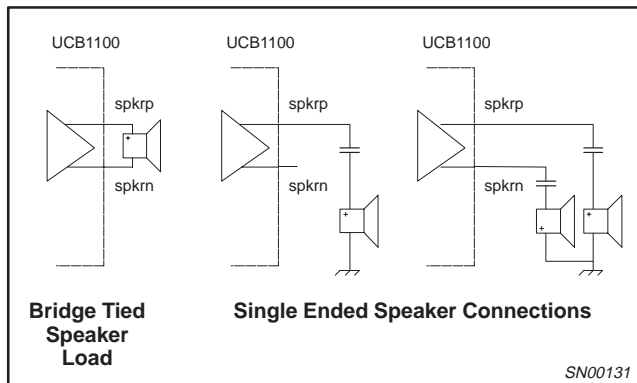 UCB1100
UCB1100
UCB1100
spkrp
spkrn
spkrp
spkrn
spkrp
spkrn
+
+
+
+
Bridge Tied
Speaker
Load
Single Ended Speaker Connections
SN00131